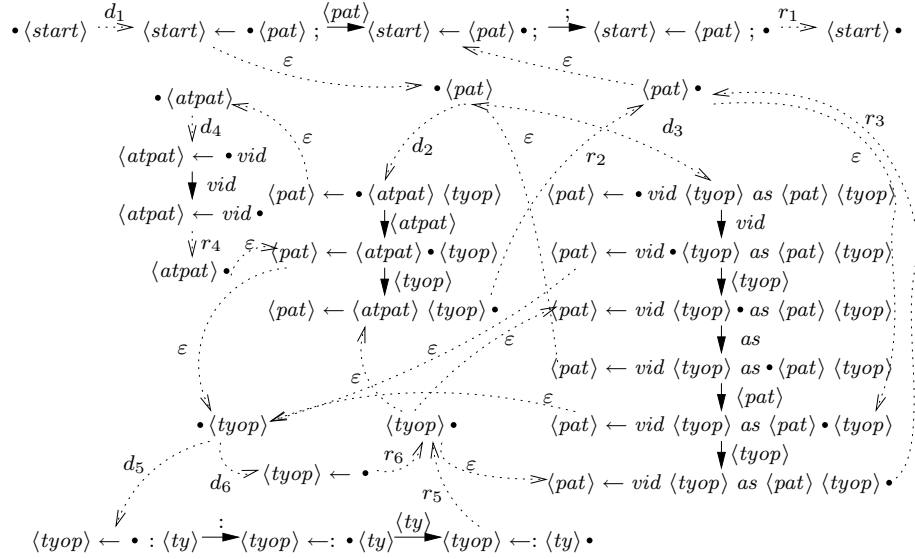 d₁ ⟨pat⟩ ; r₁
•⟨start⟩ ⟨start⟩ ← •⟨pat⟩ ; ⟨start⟩ ← ⟨pat⟩•; ⟨start⟩ ← ⟨pat⟩ ;• ⟨start⟩•
ε ε
•⟨atpat⟩ •⟨pat⟩ ⟨pat⟩•
d₄ ε d₂ ε r₂ d₃ r₃ ε
⟨atpat⟩ ← •vid
vid
⟨pat⟩ ← •⟨atpat⟩ ⟨tyop⟩ ⟨pat⟩ ← •vid ⟨tyop⟩ as ⟨pat⟩ ⟨tyop⟩
⟨atpat⟩ ← vid• ⟨atpat⟩ vid
r₄ ε
⟨pat⟩ ← ⟨atpat⟩•⟨tyop⟩ ⟨pat⟩ ← vid•⟨tyop⟩ as ⟨pat⟩ ⟨tyop⟩
⟨atpat⟩• ⟨tyop⟩ ⟨tyop⟩
⟨pat⟩ ← ⟨atpat⟩ ⟨tyop⟩• ⟨pat⟩ ← vid ⟨tyop⟩•as ⟨pat⟩ ⟨tyop⟩
ε ε ε as
⟨pat⟩ ← vid ⟨tyop⟩ as•⟨pat⟩ ⟨tyop⟩
ε ε ⟨pat⟩
•⟨tyop⟩ ⟨tyop⟩• ⟨pat⟩ ← vid ⟨tyop⟩ as ⟨pat⟩•⟨tyop⟩
d₅ d₆ ⟨tyop⟩ ← • r₆ ε ⟨tyop⟩
r₅ ⟨pat⟩ ← vid ⟨tyop⟩ as ⟨pat⟩ ⟨tyop⟩•
: ⟨ty⟩
⟨tyop⟩ ← • : ⟨ty⟩ ⟨tyop⟩ ←: •⟨ty⟩ ⟨tyop⟩ ←: ⟨ty⟩•